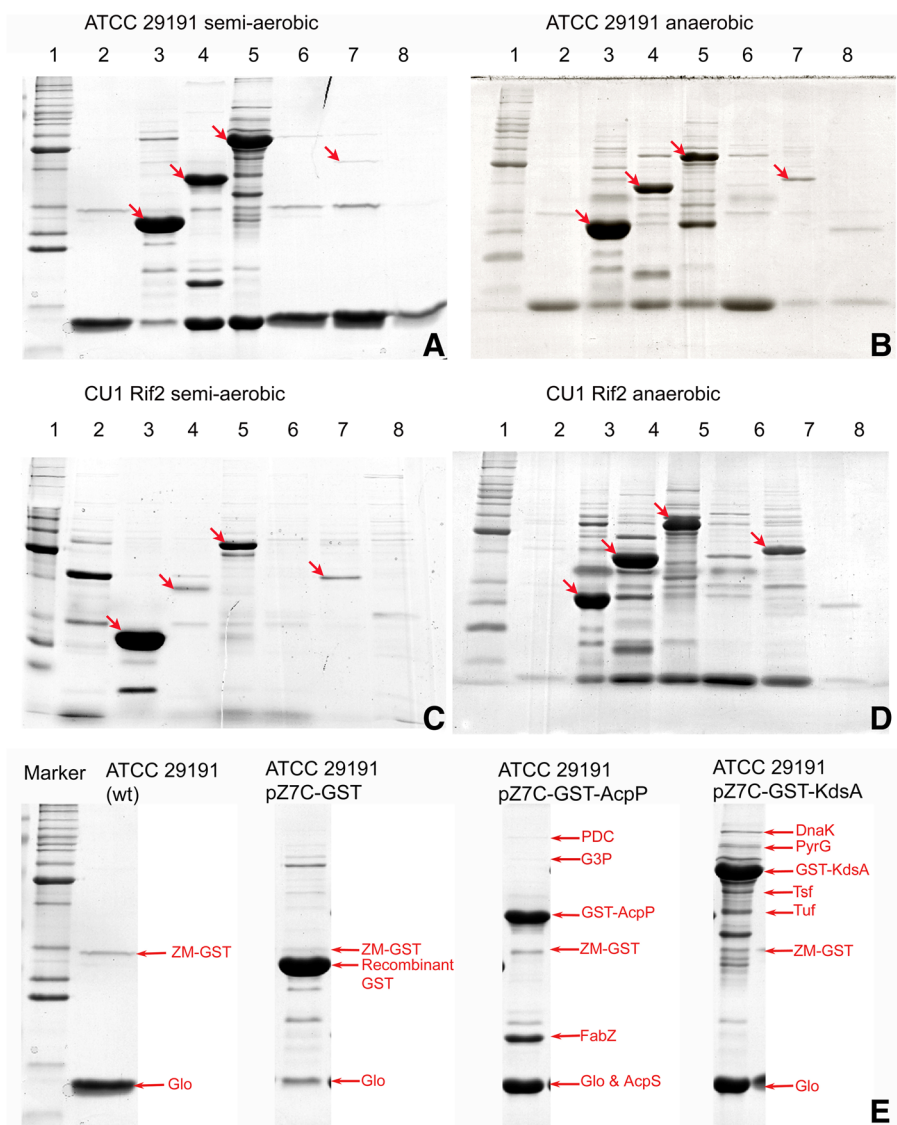 ATCC 29191 semi-aerobic
1 2 3 4 5 6 7 8
A
ATCC 29191 anaerobic
1 2 3 4 5 6 7 8
B
CU1 Rif2 semi-aerobic
1 2 3 4 5 6 7 8
C
CU1 Rif2 anaerobic
1 2 3 4 5 6 7 8
D
Marker
ATCC 29191
(wt)
ZM-GST
Glo
ATCC 29191
pZ7C-GST
ZM-GST
Recombinant
GST
Glo
ATCC 29191
pZ7C-GST-AcpP
PDC
G3P
GST-AcpP
ZM-GST
FabZ
Glo & AcpS
ATCC 29191
pZ7C-GST-KdsA
DnaK
PyrG
GST-KdsA
Tsf
Tuf
ZM-GST
Glo
E